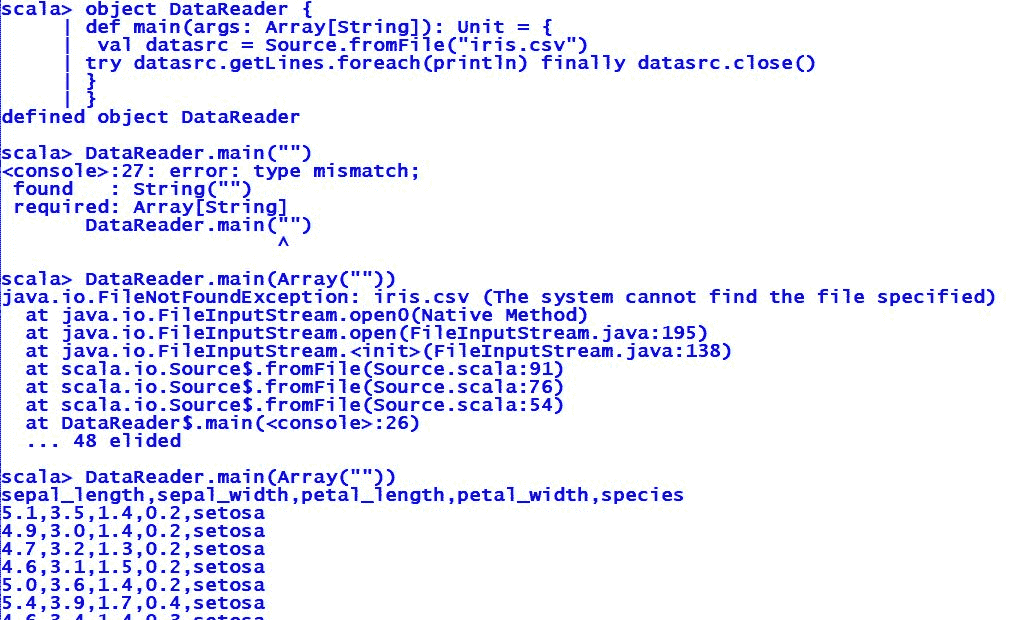 scala> object DataReader {
     | def main(args: Array[String]): Unit = {
     |  val datasrc = Source.fromFile("iris.csv")
     | try datasrc.getLines.foreach(println) finally datasrc.close()
     | }
     | }
defined object DataReader
scala> DataReader.main("")
<console>:27: error: type mismatch;
 found   : String("")
 required: Array[String]
       DataReader.main("")
                       ^
scala> DataReader.main(Array(""))
java.io.FileNotFoundException: iris.csv (The system cannot find the file specified)
  at java.io.FileInputStream.open0(Native Method)
  at java.io.FileInputStream.open(FileInputStream.java:195)
  at java.io.FileInputStream.<init>(FileInputStream.java:138)
  at scala.io.Source$.fromFile(Source.scala:91)
  at scala.io.Source$.fromFile(Source.scala:76)
  at scala.io.Source$.fromFile(Source.scala:54)
  at DataReader$.main(<console>:26)
  ... 48 elided
scala> DataReader.main(Array(""))
sepal_length,sepal_width,petal_length,petal_width,species
5.1,3.5,1.4,0.2,setosa
4.9,3.0,1.4,0.2,setosa
4.7,3.2,1.3,0.2,setosa
4.6,3.1,1.5,0.2,setosa
5.0,3.6,1.4,0.2,setosa
5.4,3.9,1.7,0.4,setosa